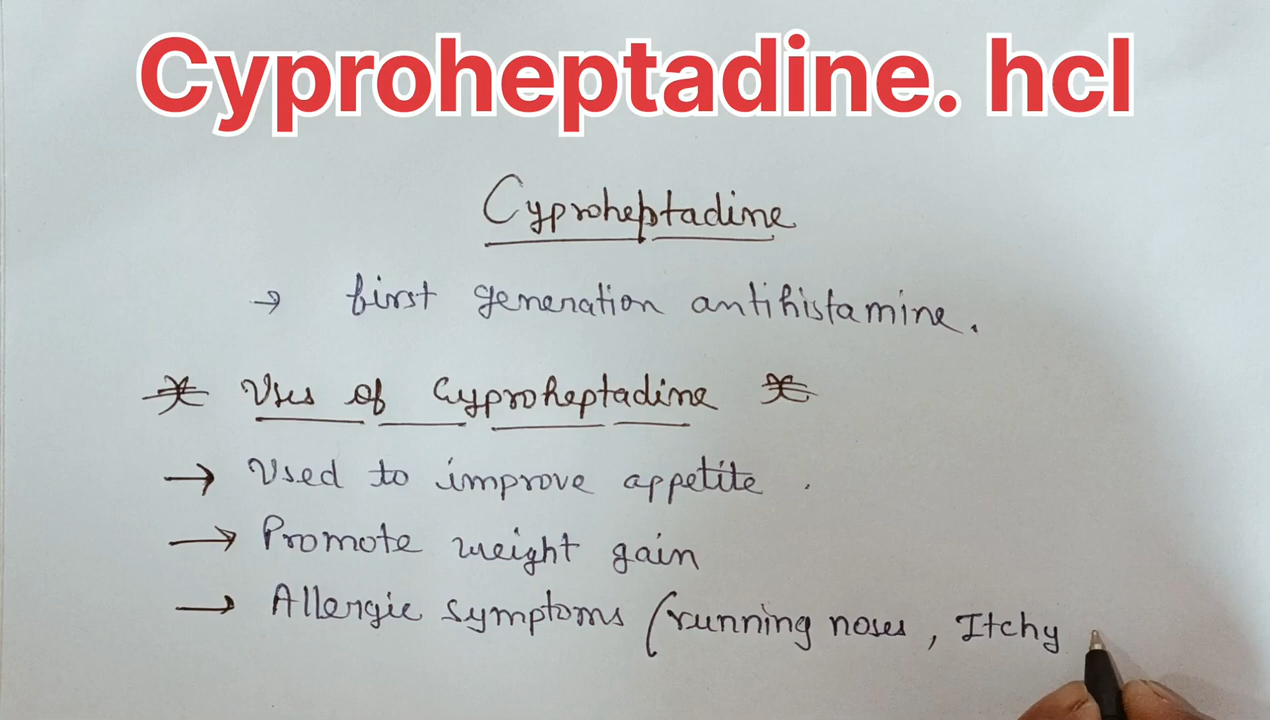 Cyproheptadine. hcl
Cyproheptadine
→ first generation antihistamine.
* Uses of Cyproheptadine *
→ Used to improve appetite.
→ Promote weight gain
→ Allergic symptoms (running noses, Itchy